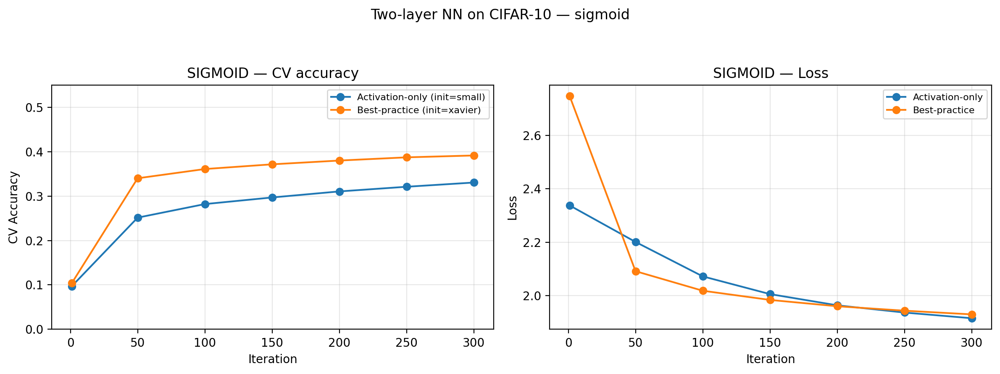 Two-layer NN on CIFAR-10 — sigmoid
SIGMOID — CV accuracy
CV Accuracy
0.5
0.4
0.3
0.2
0.1
0.0
Activation-only (init=small)
Best-practice (init=xavier)
0 50 100 150 200 250 300
Iteration
SIGMOID — Loss
Loss
2.6
2.4
2.2
2.0
Activation-only
Best-practice
0 50 100 150 200 250 300
Iteration